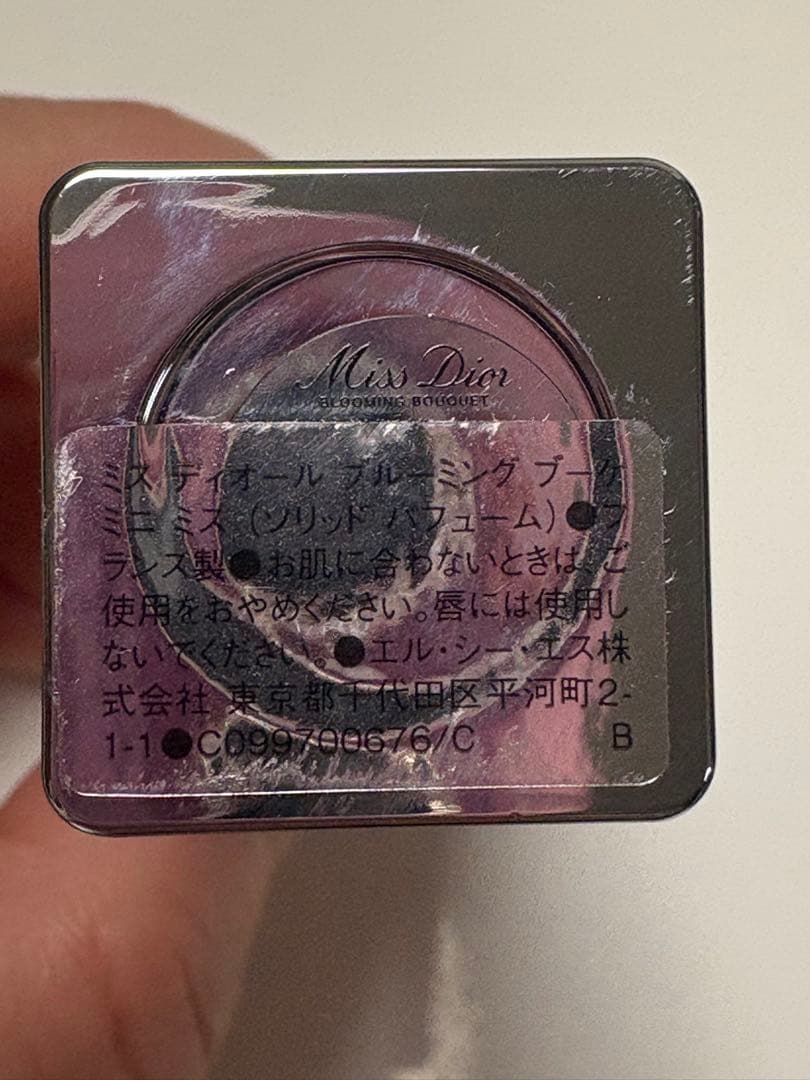 Miss Dior
BLOOMING BOUQUET
ミス ディオール ブルーミング ブーケ
ミニ ミス (ソリッド パフューム)●フ
ランス製●お肌に合わないときは、ご
使用をおやめください。唇には使用し
ないでください。●エル・シー・エス株
式会社 東京都千代田区平河町2-
1-1●C099700676/C B